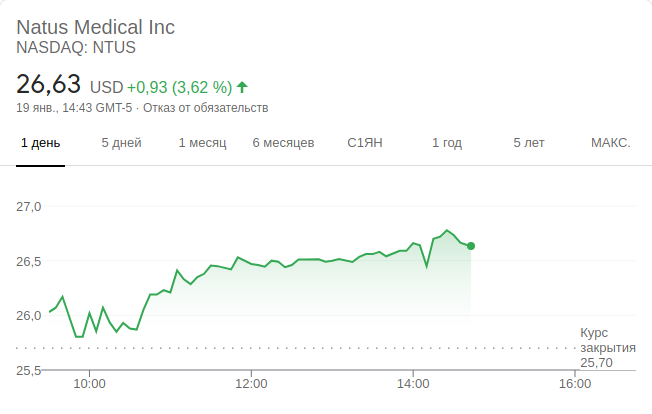 Natus Medical Inc
NASDAQ: NTUS
26,63 USD +0,93 (3,62 %)
19 янв., 14:43 GMT-5 · Отказ от обязательств
1 день 5 дней 1 месяц 6 месяцев С1ЯН 1 год 5 лет МАКС.
27,0
26,5
26,0
Курс
закрытия
25,70
25,5
10:00 12:00 14:00 16:00